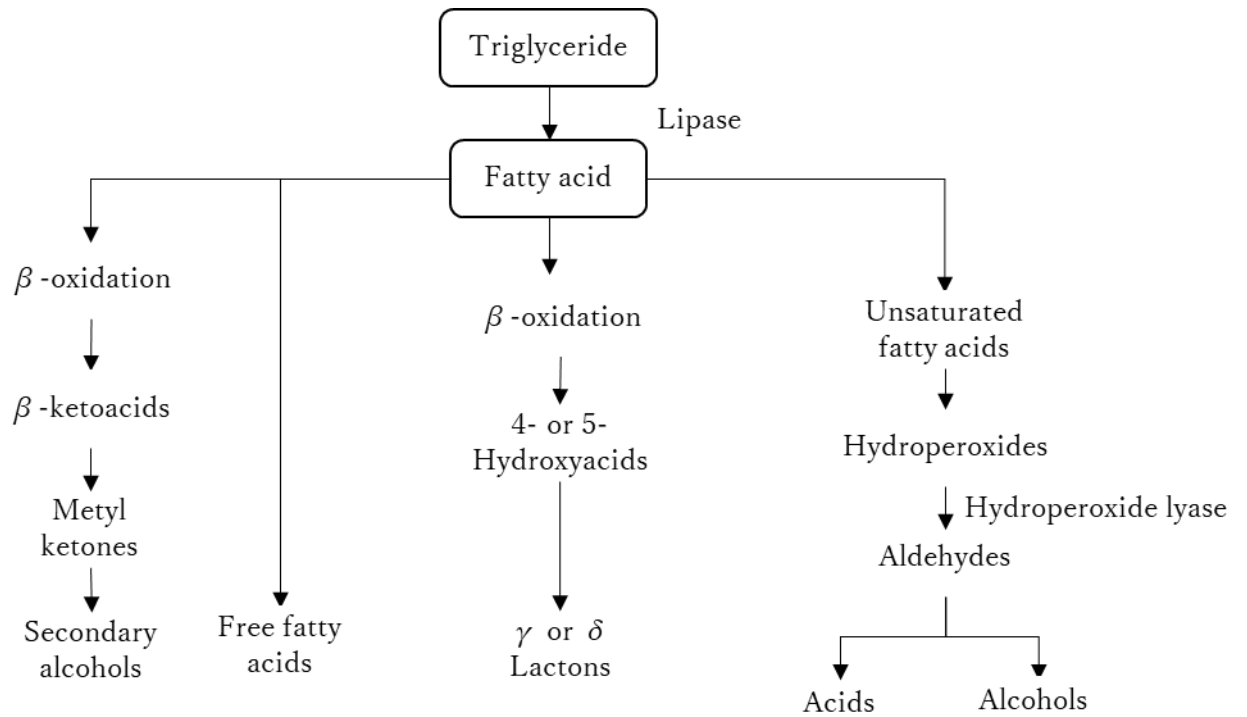 Triglyceride
Lipase
Fatty acid
β-oxidation
β-ketoacids
Metyl
ketones
Secondary
alcohols
Free fatty
acids
β-oxidation
4- or 5-
Hydroxyacids
γ or δ
Lactons
Unsaturated
fatty acids
Hydroperoxides
Hydroperoxide lyase
Aldehydes
Acids
Alcohols